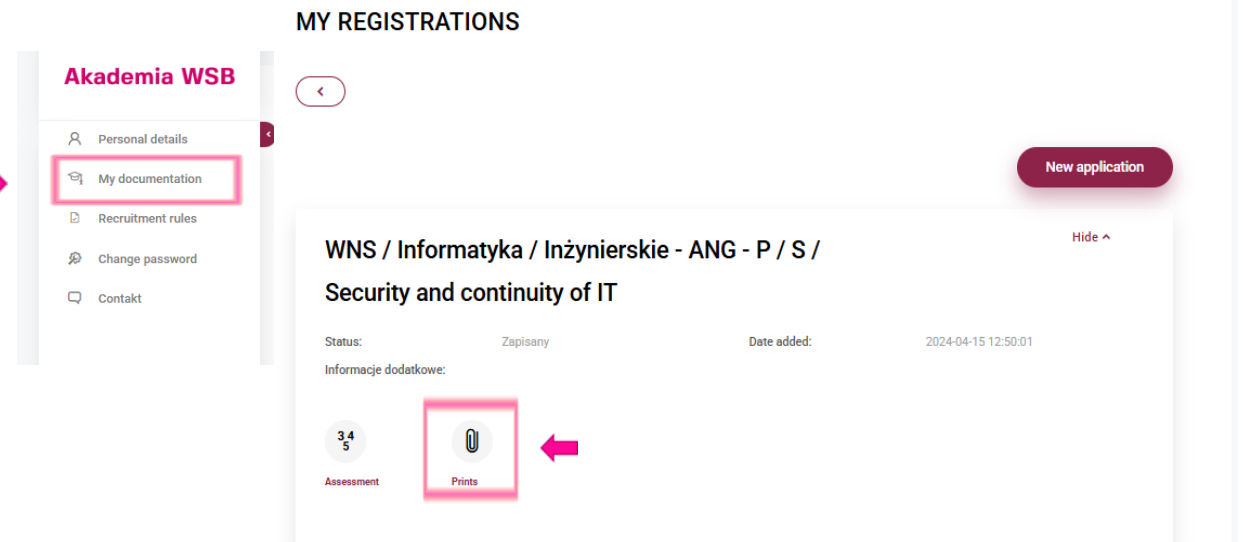 MY REGISTRATIONS
Akademia WSB
Personal details
My documentation
Recruitment rules
Change password
Contakt
New application
Hide
WNS / Informatyka / Inżynierskie - ANG - P / S /
Security and continuity of IT
Status: Zapisany Date added: 2024-04-15 12:50:01
Informacje dodatkowe:
3 4
5
Assessment Prints